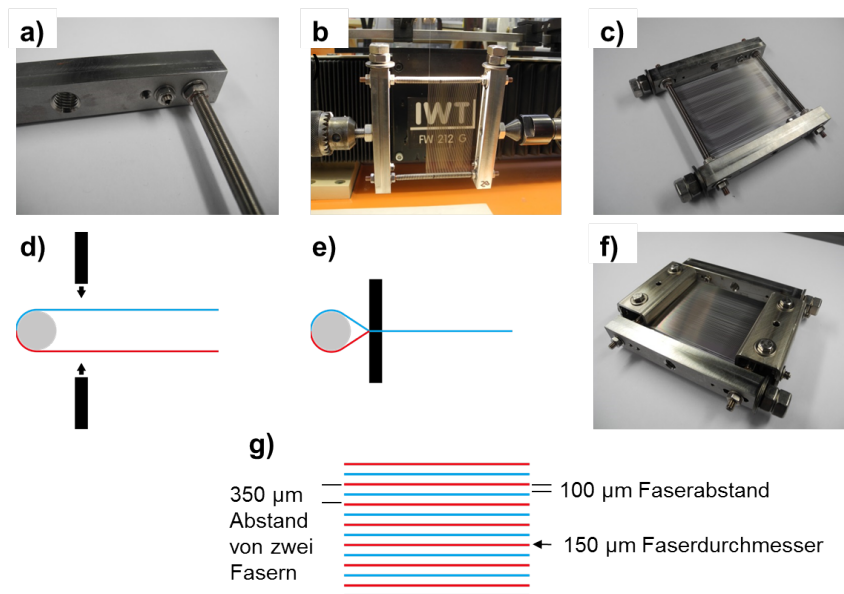 a)
b
c)
IWT
FW 212 G
d)
e)
f)
g)
350 µm
Abstand
von zwei
Fasern
100 µm Faserabstand
150 µm Faserdurchmesser